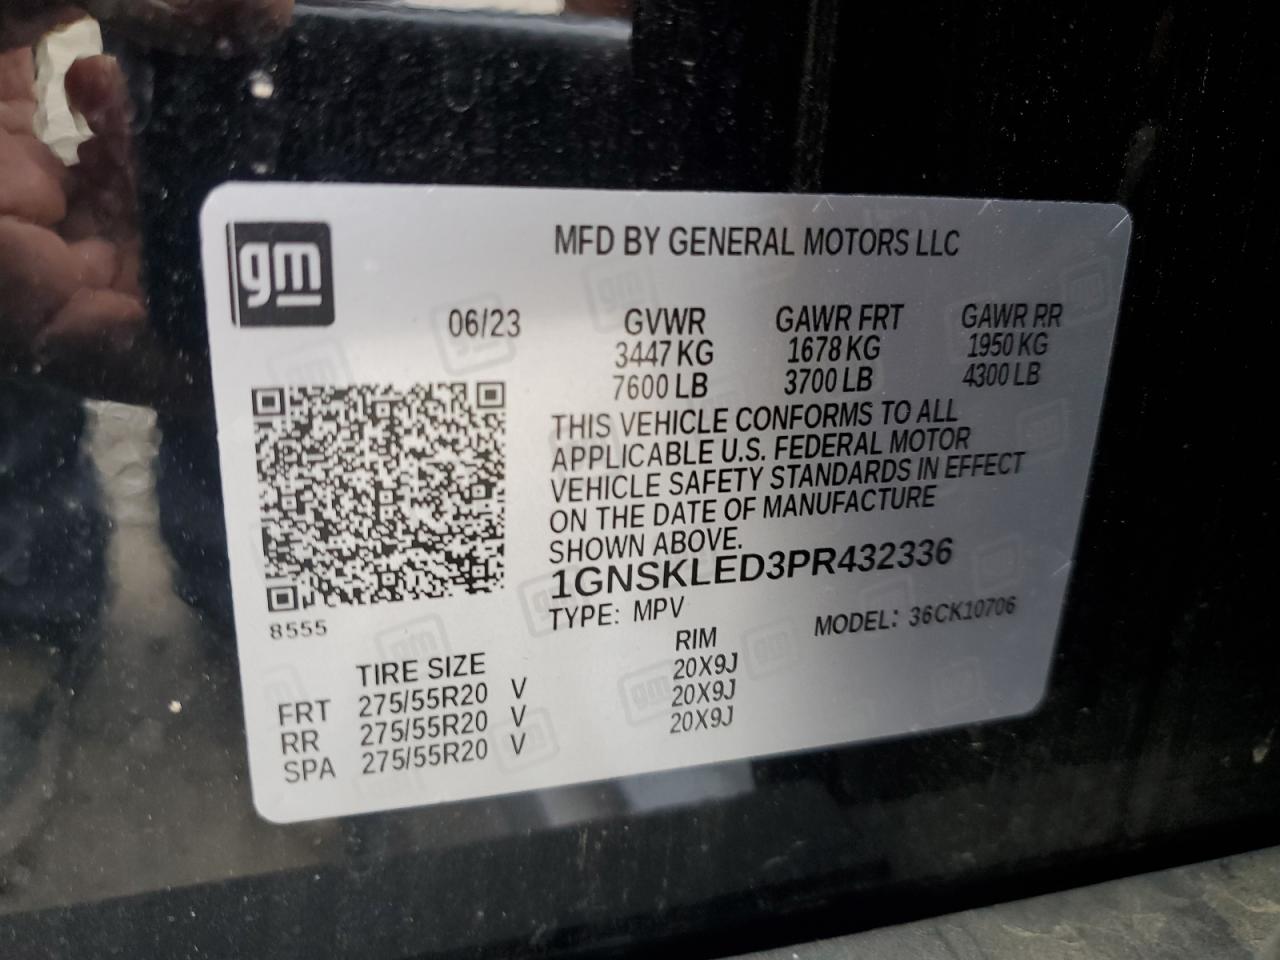 gm
MFD BY GENERAL MOTORS LLC
06/23 GVWR GAWR FRT GAWR RR
3447 KG 1678 KG 1950 KG
7600 LB 3700 LB 4300 LB
THIS VEHICLE CONFORMS TO ALL
APPLICABLE U.S. FEDERAL MOTOR
VEHICLE SAFETY STANDARDS IN EFFECT
ON THE DATE OF MANUFACTURE
SHOWN ABOVE.
1GNSKLED3PR432336
TYPE: MPV MODEL: 36CK10706
8555
TIRE SIZE RIM
FRT 275/55R20 V 20X9J
RR 275/55R20 V 20X9J
SPA 275/55R20 V 20X9J